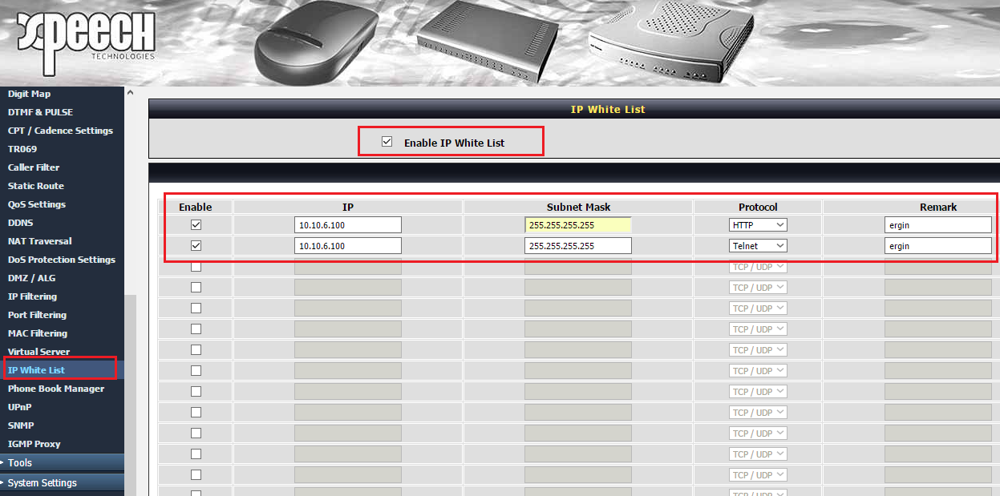 speech
TECHNOLOGIES
Digit Map
DTMF & PULSE
CPT / Cadence Settings
TR069
Caller Filter
Static Route
QoS Settings
DDNS
NAT Traversal
DoS Protection Settings
DMZ / ALG
IP Filtering
Port Filtering
MAC Filtering
Virtual Server
IP White List
Phone Book Manager
UPnP
SNMP
IGMP Proxy
Tools
System Settings
IP White List
Enable IP White List
Enable IP Subnet Mask Protocol Remark
10.10.6.100 255.255.255.255 HTTP ergin
10.10.6.100 255.255.255.255 Telnet ergin
TCP / UDP
TCP / UDP
TCP / UDP
TCP / UDP
TCP / UDP
TCP / UDP
TCP / UDP
TCP / UDP
TCP / UDP
TCP / UDP
TCP / UDP
TCP / UDP